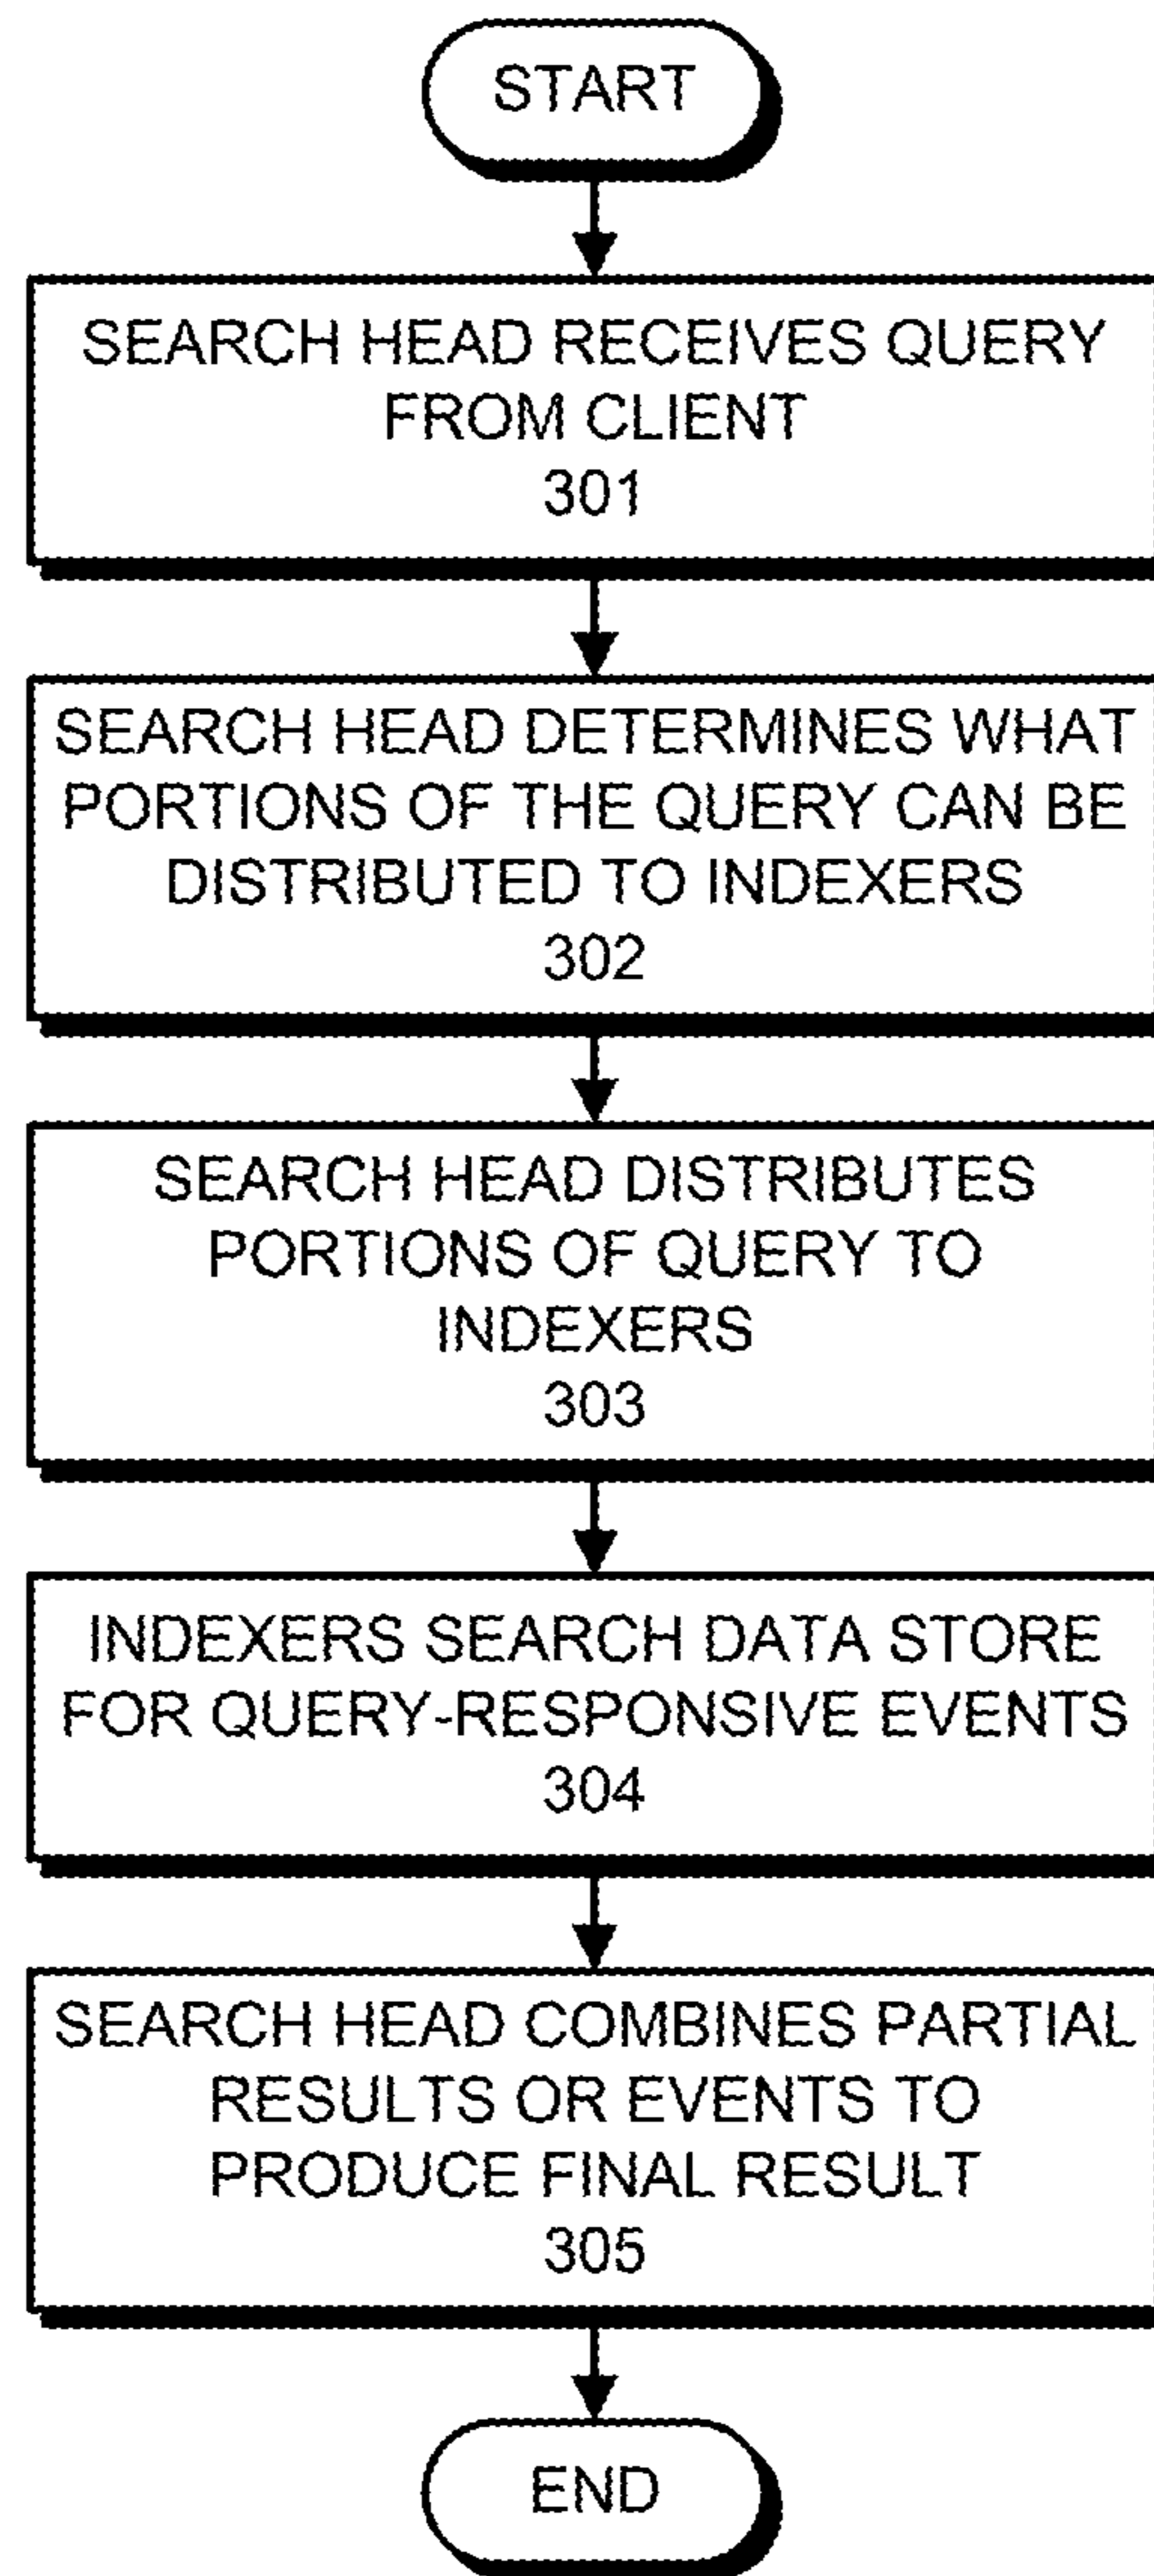 START
SEARCH HEAD RECEIVES QUERY
FROM CLIENT
301
SEARCH HEAD DETERMINES WHAT
PORTIONS OF THE QUERY CAN BE
DISTRIBUTED TO INDEXERS
302
SEARCH HEAD DISTRIBUTES
PORTIONS OF QUERY TO
INDEXERS
303
INDEXERS SEARCH DATA STORE
FOR QUERY-RESPONSIVE EVENTS
304
SEARCH HEAD COMBINES PARTIAL
RESULTS OR EVENTS TO
PRODUCE FINAL RESULT
305
END